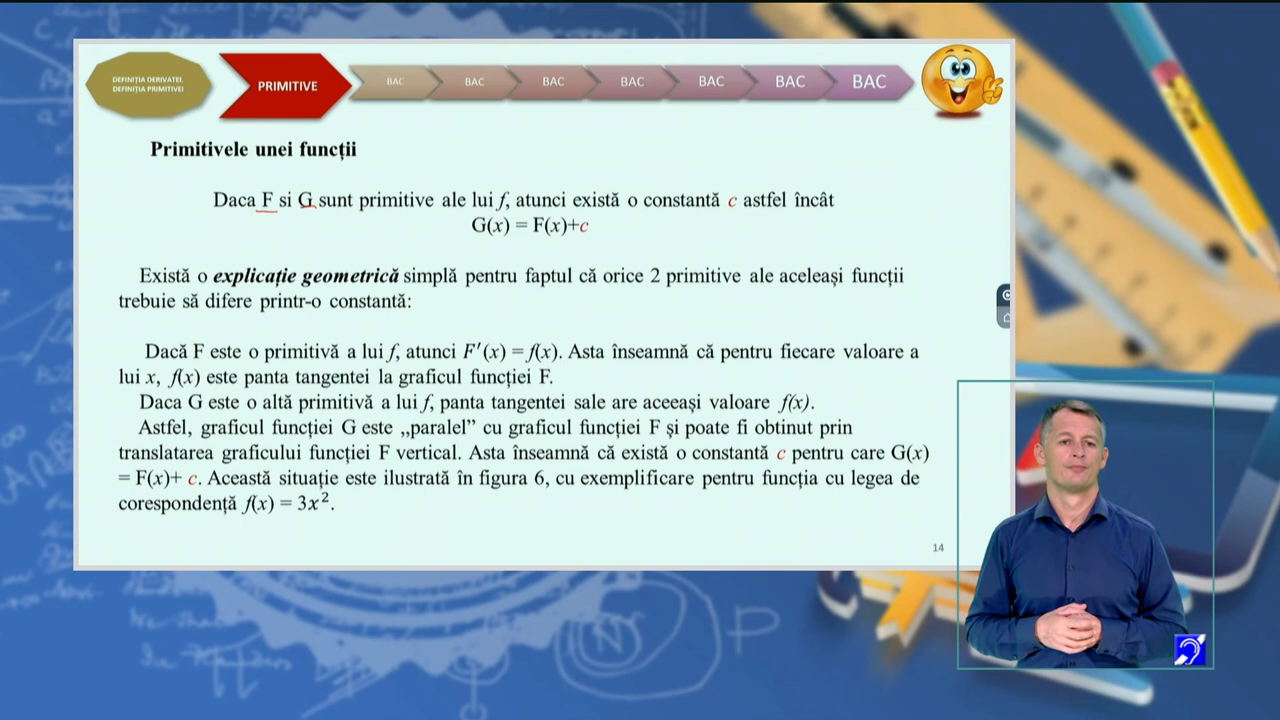 DEFINIȚIA DERIVATEI.
DEFINIȚIA PRIMITIVEI
PRIMITIVE
BAC
BAC
BAC
BAC
BAC
BAC
BAC
Primitivele unei funcții
Daca F si G sunt primitive ale lui f, atunci există o constantă c astfel încât
G(x) = F(x)+c
Există o explicație geometrică simplă pentru faptul că orice 2 primitive ale aceleași funcții
trebuie să difere printr-o constantă:
Dacă F este o primitivă a lui f, atunci F′(x) = f(x). Asta înseamnă că pentru fiecare valoare a
lui x, f(x) este panta tangentei la graficul funcției F.
Daca G este o altă primitivă a lui f, panta tangentei sale are aceeași valoare f(x).
Astfel, graficul funcției G este „paralel” cu graficul funcției F și poate fi obtinut prin
translatarea graficului funcției F vertical. Asta înseamnă că există o constantă c pentru care G(x)
= F(x)+ c. Această situație este ilustrată în figura 6, cu exemplificare pentru funcția cu legea de
corespondență f(x) = 3x².
14
P
N